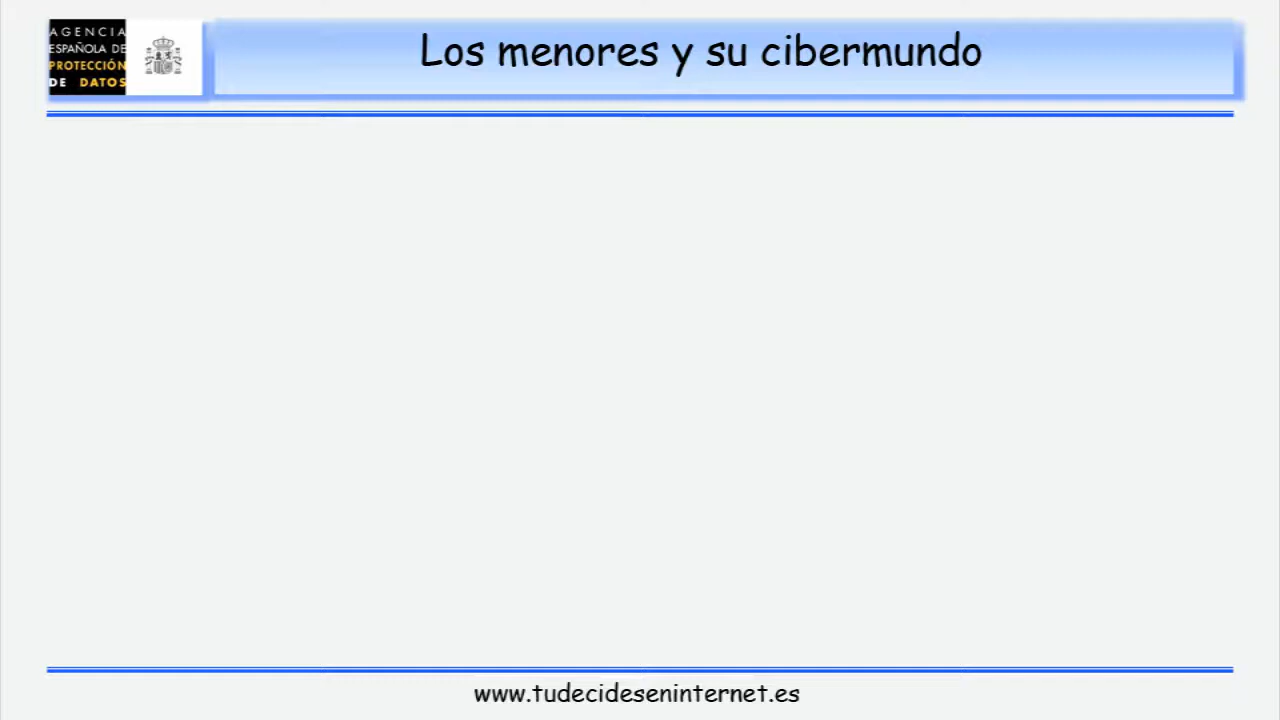 AGENCIA
ESPAÑOLA DE
PROTECCIÓN
DE DATOS
Los menores y su cibermundo
www.tudecideseninternet.es